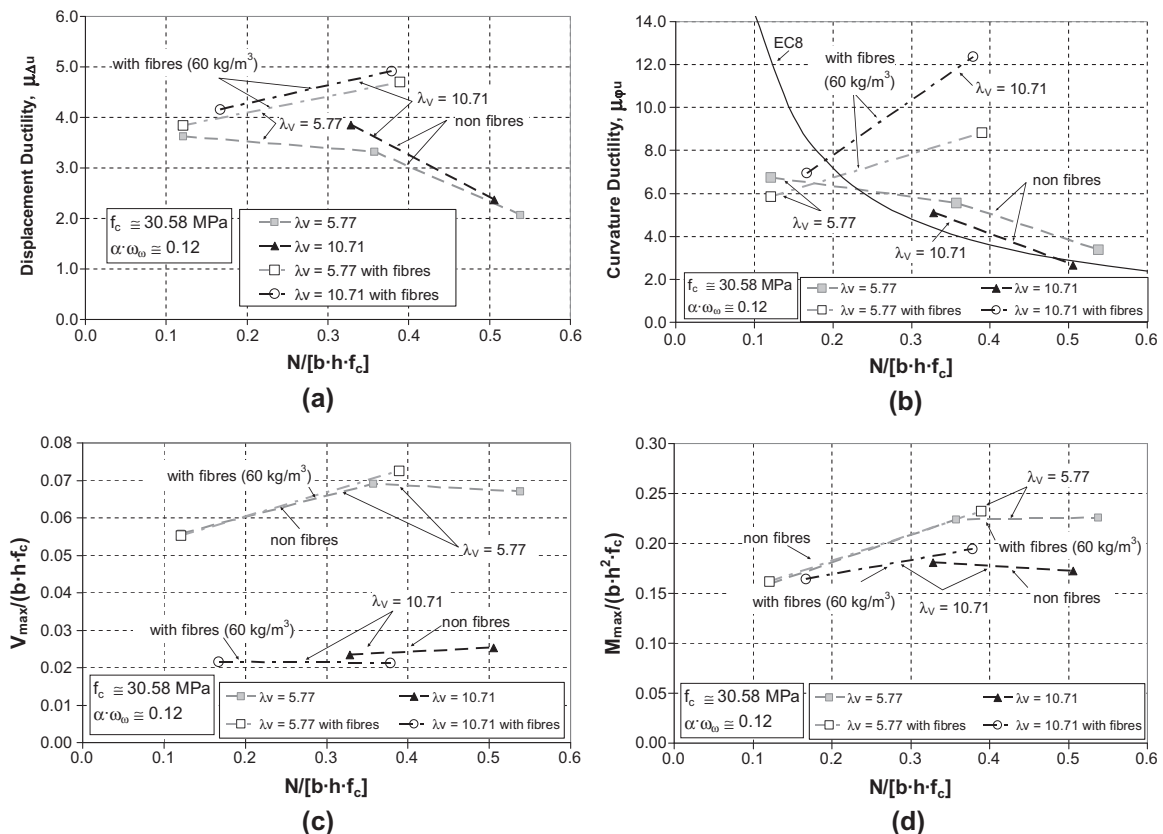 6.0
5.0
4.0
3.0
2.0
1.0
0.0
Displacement Ductility, μΔu
with fibres (60 kg/m³)
λV = 10.71
λV = 5.77
non fibres
fc ≅ 30.58 MPa
α·ωω ≅ 0.12
λv = 5.77
λv = 10.71
λv = 5.77 with fibres
λv = 10.71 with fibres
0.0 0.1 0.2 0.3 0.4 0.5 0.6
N/[b·h·fc]
(a)
14.0
12.0
10.0
8.0
6.0
4.0
2.0
0.0
Curvature Ductility, μφu
EC8
with fibres
(60 kg/m³)
λV = 10.71
non fibres
λV = 5.77
λV = 10.71
fc ≅ 30.58 MPa
α·ωω ≅ 0.12
λv = 5.77 λv = 10.71
λv = 5.77 with fibres λv = 10.71 with fibres
0.0 0.1 0.2 0.3 0.4 0.5 0.6
N/[b·h·fc]
(b)
0.08
0.07
0.06
0.05
0.04
0.03
0.02
0.01
0.00
Vmax/(b·h·fc)
with fibres (60 kg/m³)
non fibres
λV = 5.77
λV = 10.71
with fibres (60 kg/m³)
non fibres
fc ≅ 30.58 MPa
α·ωω ≅ 0.12
λv = 5.77 λv = 10.71
λv = 5.77 with fibres λv = 10.71 with fibres
0.0 0.1 0.2 0.3 0.4 0.5 0.6
N/[b·h·fc]
(c)
0.30
0.25
0.20
0.15
0.10
0.05
0.00
Mmax/(b·h²·fc)
λV = 5.77
non fibres
with fibres (60 kg/m³)
with fibres (60 kg/m³)
λV = 10.71
non fibres
fc ≅ 30.58 MPa
α·ωω ≅ 0.12
λv = 5.77 λv = 10.71
λv = 5.77 with fibres λv = 10.71 with fibres
0.0 0.1 0.2 0.3 0.4 0.5 0.6
N/[b·h·fc]
(d)